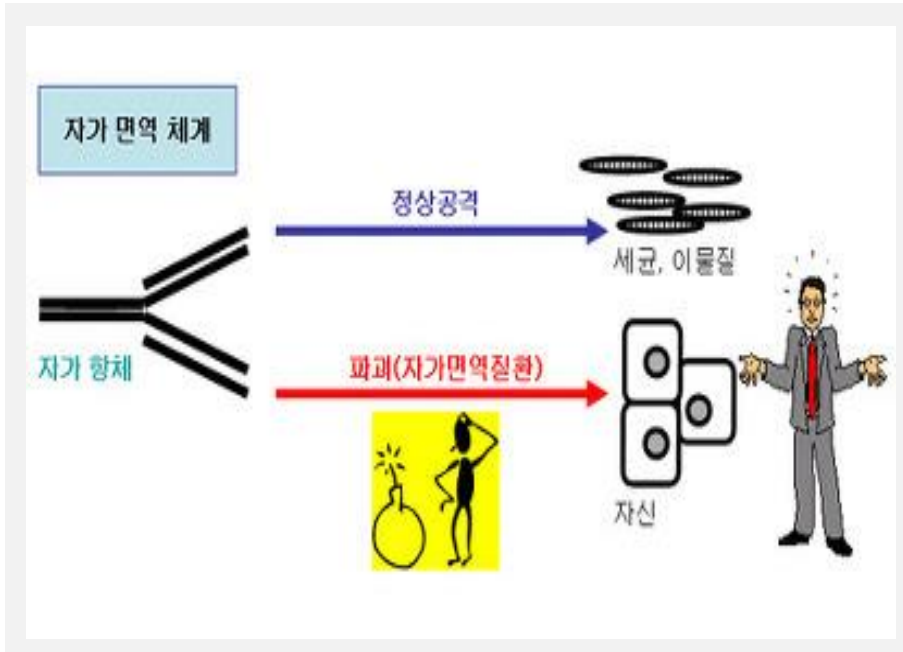 자가 면역 체계
정상공격
세균, 이물질
자가 항체
파괴(자가면역질환)
자신